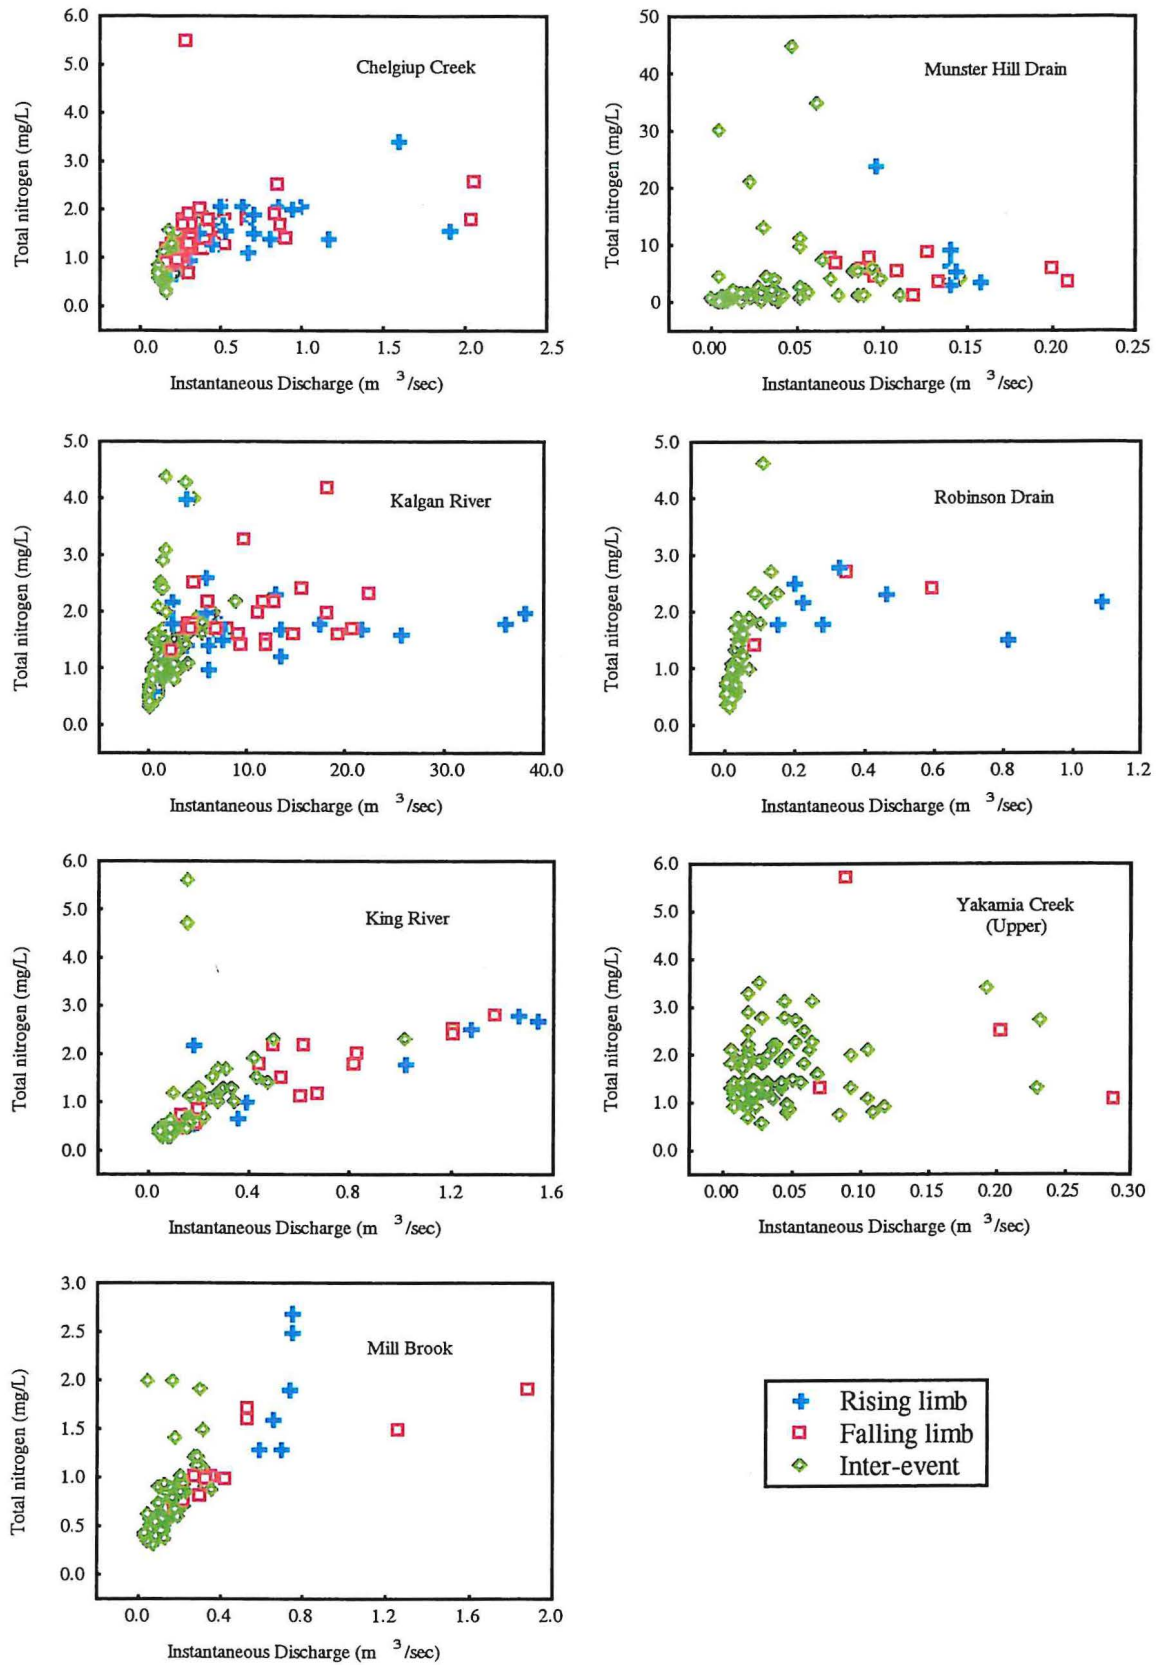 6.0
5.0
4.0
3.0
2.0
1.0
0.0
Total nitrogen (mg/L)
Chelgiup Creek
0.0 0.5 1.0 1.5 2.0 2.5
Instantaneous Discharge (m 3/sec)
50
40
30
20
10
0
Total nitrogen (mg/L)
Munster Hill Drain
0.00 0.05 0.10 0.15 0.20 0.25
Instantaneous Discharge (m 3/sec)
5.0
4.0
3.0
2.0
1.0
0.0
Total nitrogen (mg/L)
Kalgan River
0.0 10.0 20.0 30.0 40.0
Instantaneous Discharge (m 3/sec)
5.0
4.0
3.0
2.0
1.0
0.0
Total nitrogen (mg/L)
Robinson Drain
0.0 0.2 0.4 0.6 0.8 1.0 1.2
Instantaneous Discharge (m 3/sec)
6.0
5.0
4.0
3.0
2.0
1.0
0.0
Total nitrogen (mg/L)
King River
0.0 0.4 0.8 1.2 1.6
Instantaneous Discharge (m 3/sec)
6.0
5.0
4.0
3.0
2.0
1.0
0.0
Total nitrogen (mg/L)
Yakamia Creek
(Upper)
0.00 0.05 0.10 0.15 0.20 0.25 0.30
Instantaneous Discharge (m 3/sec)
3.0
2.5
2.0
1.5
1.0
0.5
0.0
Total nitrogen (mg/L)
Mill Brook
0.0 0.4 0.8 1.2 1.6 2.0
Instantaneous Discharge (m 3/sec)
Rising limb
Falling limb
Inter-event